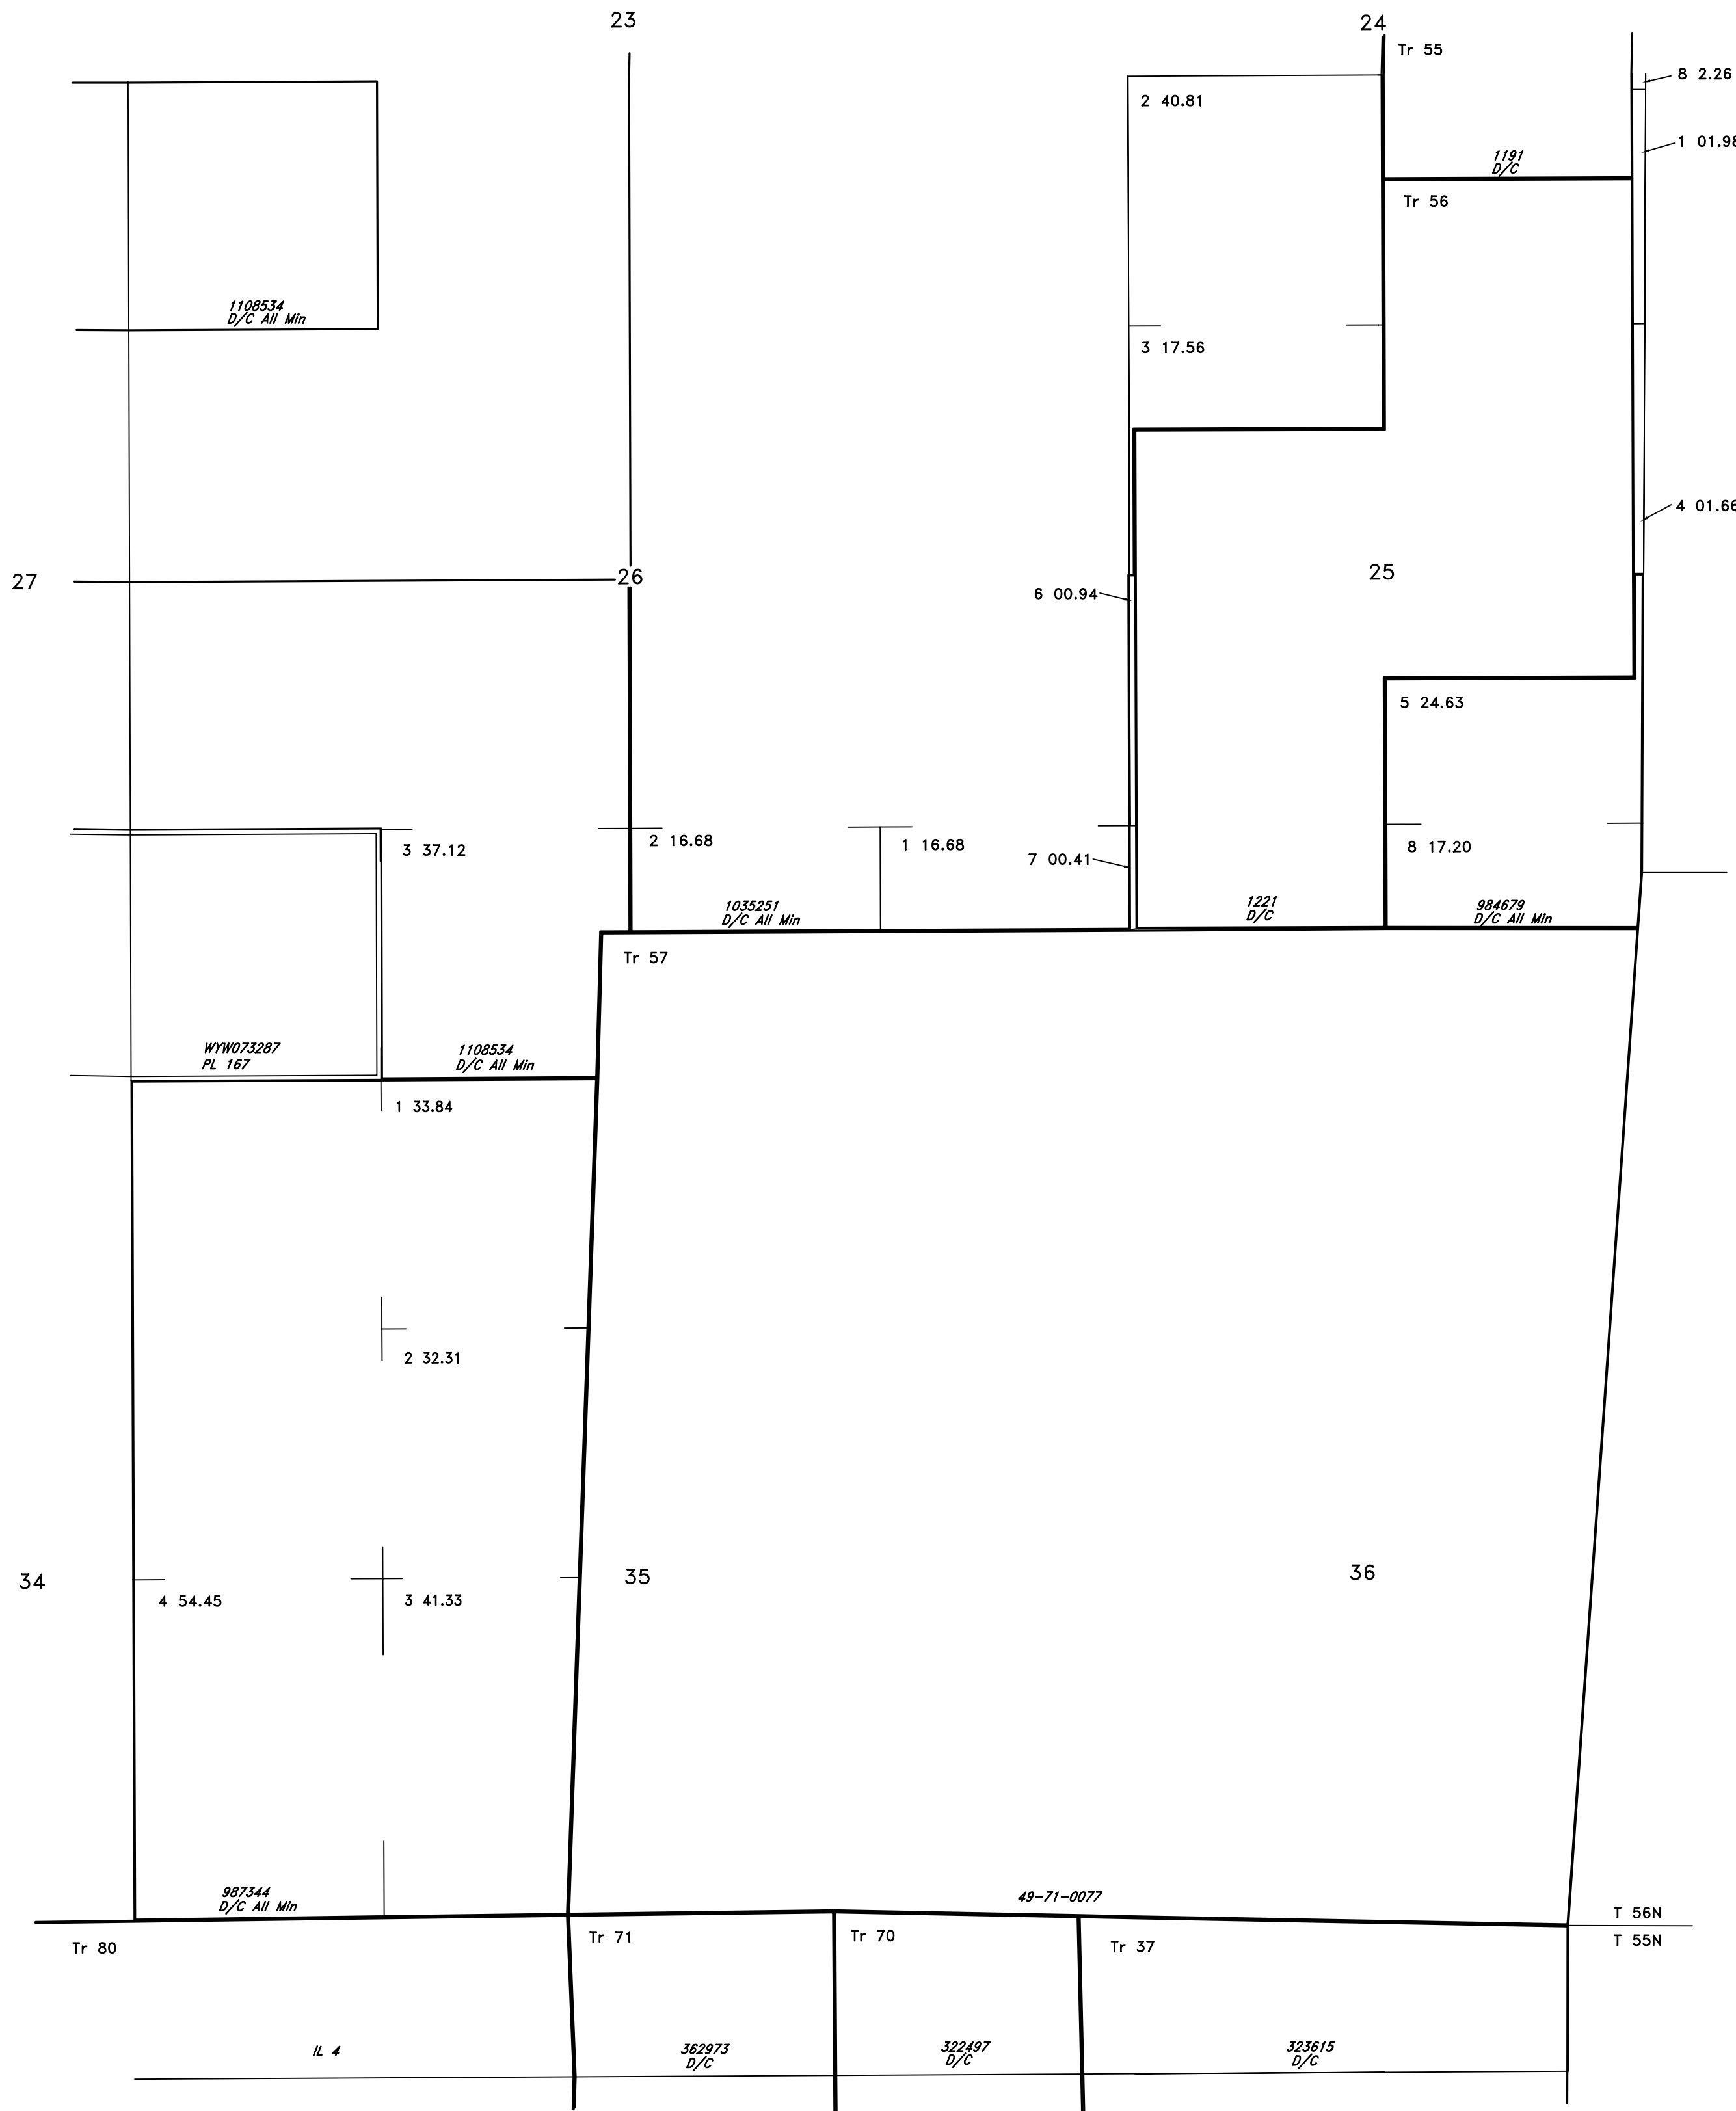 23
24
Tr 55
8 2.26
2 40.81
1 01.98
1191
D/C
Tr 56
1108534
D/C All Min
3 17.56
4 01.66
27
26
25
6 00.94
5 24.63
3 37.12
2 16.68
1 16.68
7 00.41
8 17.20
1035251
D/C All Min
1221
D/C
984679
D/C All Min
Tr 57
WYW073287
PL 167
1108534
D/C All Min
1 33.84
2 32.31
34
35
36
4 54.45
3 41.33
987344
D/C All Min
49-71-0077
T 56N
T 55N
Tr 80
Tr 71
Tr 70
Tr 37
IL 4
362973
D/C
322497
D/C
323615
D/C